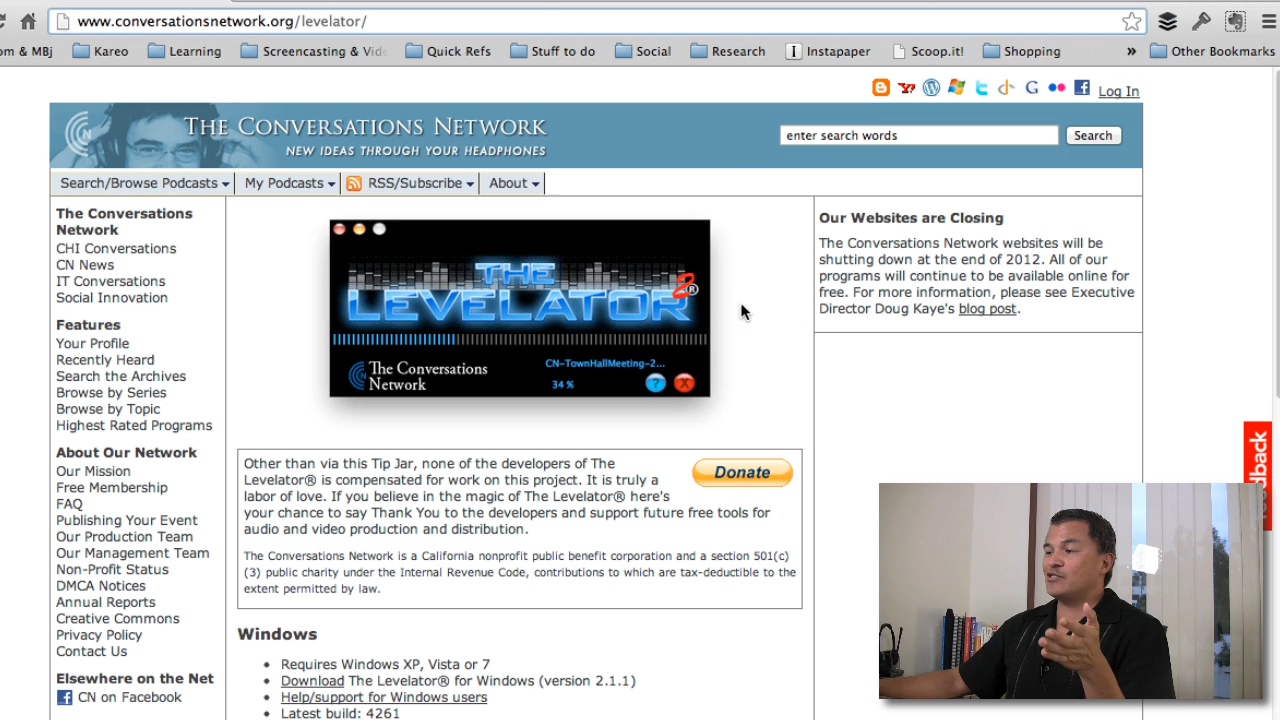 www.conversationsnetwork.org/levelator/
m & MBj Kareo Learning Screencasting & Vid Quick Refs Stuff to do Social Research Instapaper Scoop.it! Shopping » Other Bookmarks
Log In
THE CONVERSATIONS NETWORK
NEW IDEAS THROUGH YOUR HEADPHONES
enter search words Search
Search/Browse Podcasts My Podcasts RSS/Subscribe About
The Conversations
Network
CHI Conversations
CN News
IT Conversations
Social Innovation
Features
Your Profile
Recently Heard
Search the Archives
Browse by Series
Browse by Topic
Highest Rated Programs
About Our Network
Our Mission
Free Membership
FAQ
Publishing Your Event
Our Production Team
Our Management Team
Non-Profit Status
DMCA Notices
Annual Reports
Creative Commons
Privacy Policy
Contact Us
Elsewhere on the Net
CN on Facebook
THE
LEVELATOR 2®
The Conversations
Network
CN-TownHallMeeting-2...
34 %
? X
Other than via this Tip Jar, none of the developers of The
Levelator® is compensated for work on this project. It is truly a
labor of love. If you believe in the magic of The Levelator® here's
your chance to say Thank You to the developers and support future free tools for
audio and video production and distribution.
Donate
The Conversations Network is a California nonprofit public benefit corporation and a section 501(c)
(3) public charity under the Internal Revenue Code, contributions to which are tax-deductible to the
extent permitted by law.
Windows
Requires Windows XP, Vista or 7
Download The Levelator® for Windows (version 2.1.1)
Help/support for Windows users
Latest build: 4261
Our Websites are Closing
The Conversations Network websites will be
shutting down at the end of 2012. All of our
programs will continue to be available online for
free. For more information, please see Executive
Director Doug Kaye's blog post.